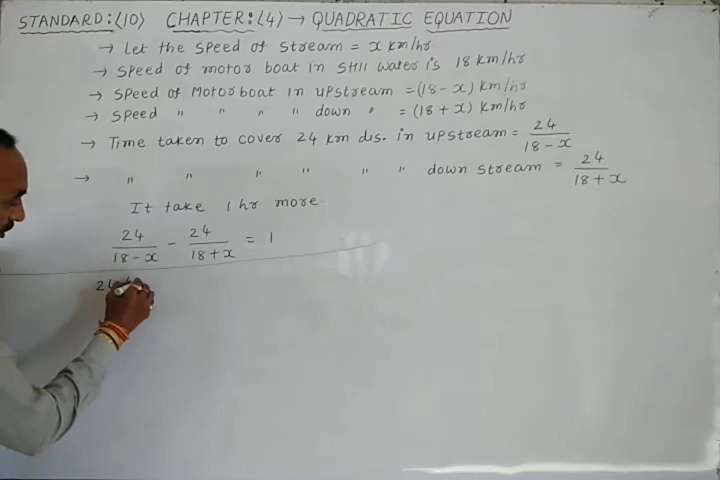 STANDARD:(10) CHAPTER:(4) → QUADRATIC EQUATION
→ Let the speed of stream = x km/hr
→ speed of motor boat in still water is 18 km/hr
→ speed of Motor boat in upstream = (18 - x) km/hr
→ speed " " " " down " = (18 + x) km/hr
→ Time taken to cover 24 km dis. in upstream = 24/(18 - x)
→ " " " " " " down stream = 24/(18 + x)
It take 1 hr more
24/(18 - x) - 24/(18 + x) = 1